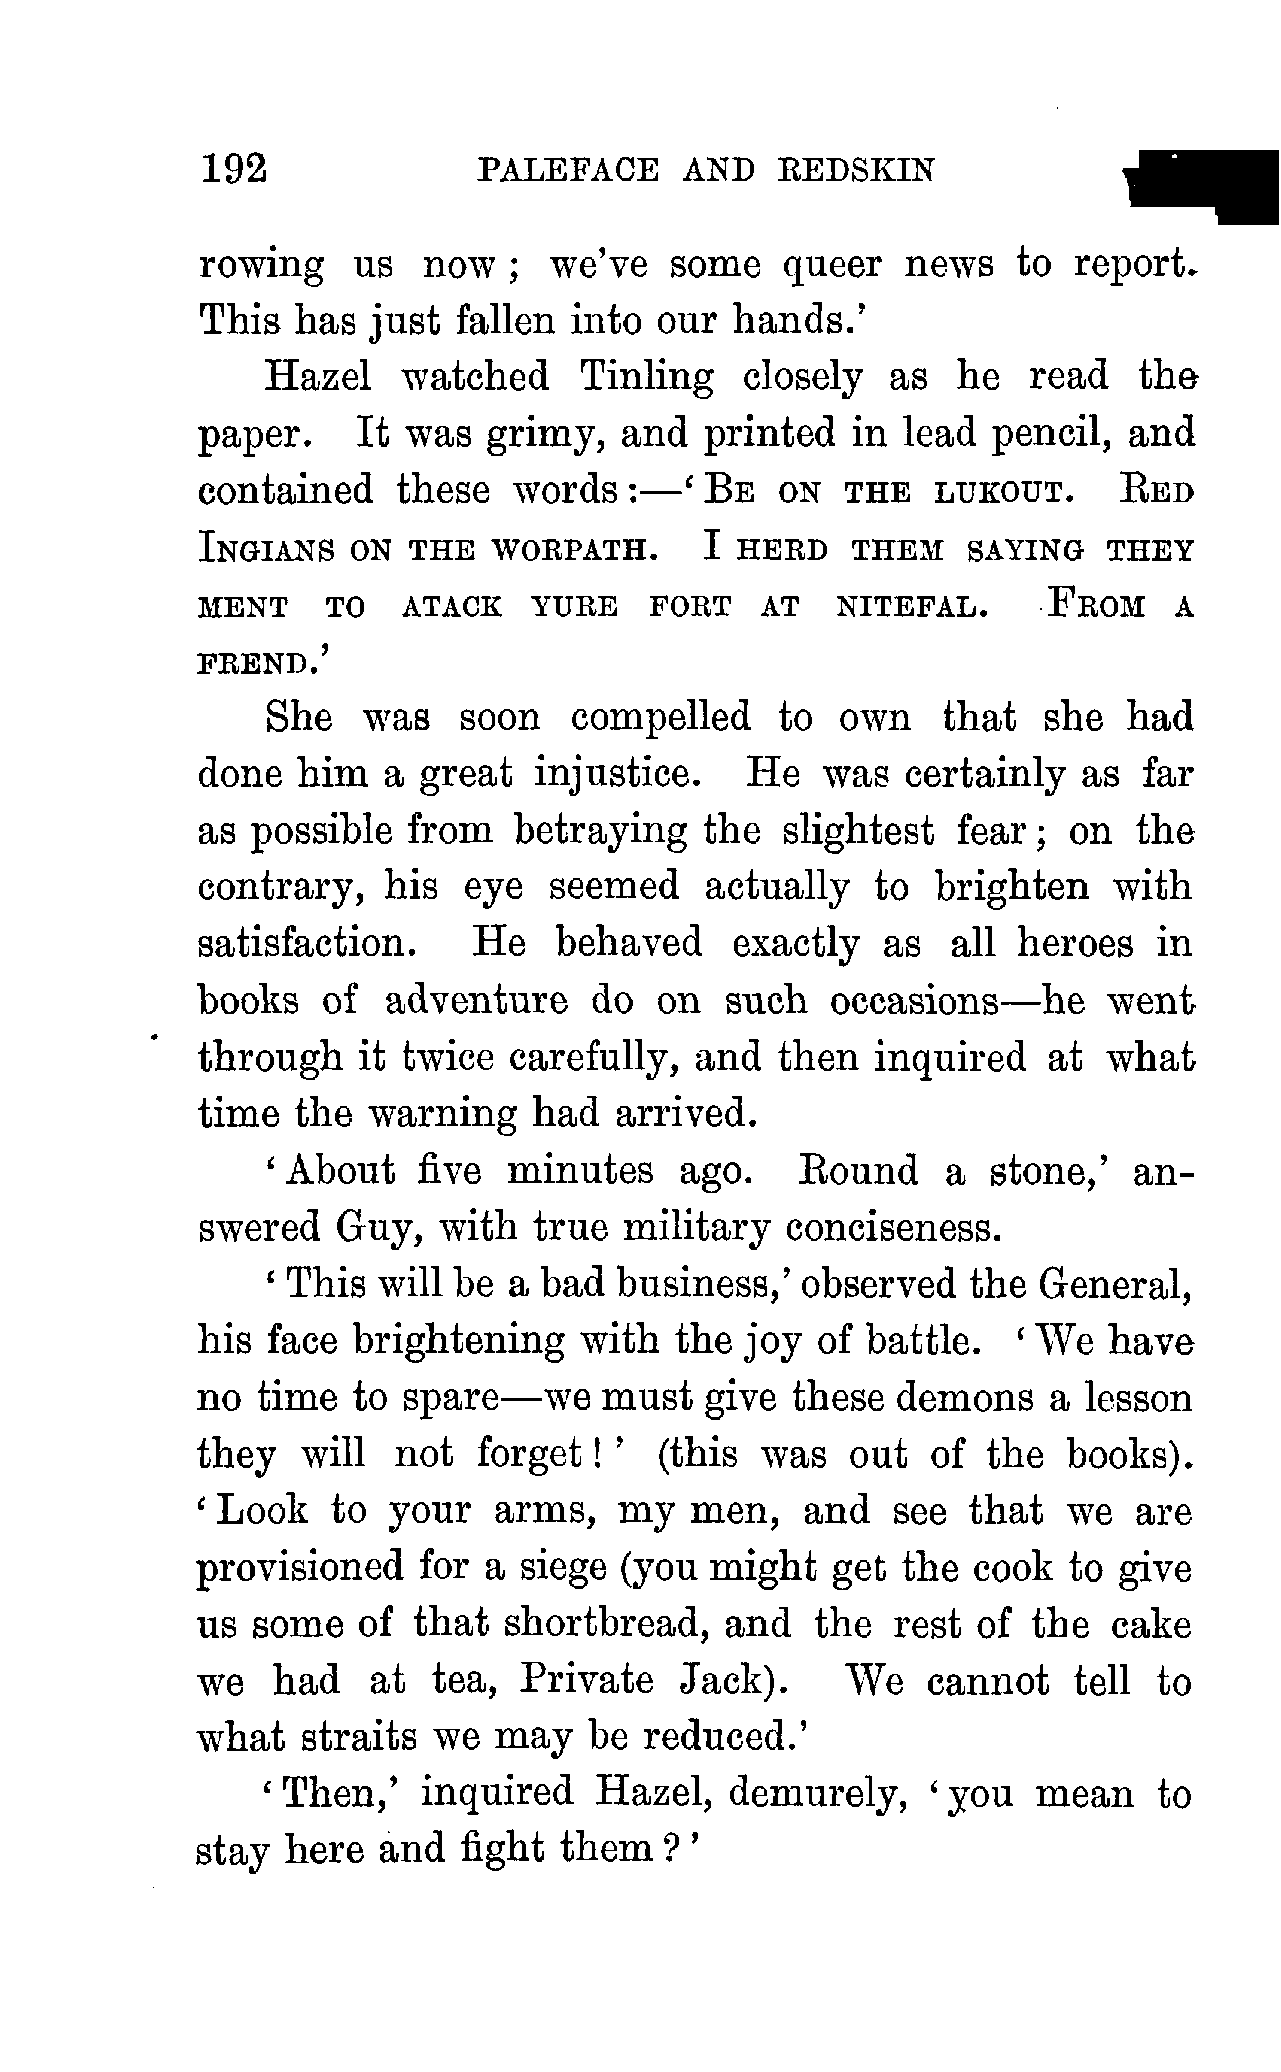 192 PALEFACE AND REDSKIN
rowing us now ; we've some queer news to report.
This has just fallen into our hands.'
Hazel watched Tinling closely as he read the
paper. It was grimy, and printed in lead pencil, and
contained these words :—' BE ON THE LUKOUT. RED
INGIANS ON THE WORPATH. I HERD THEM SAYING THEY
MENT TO ATACK YURE FORT AT NITEFAL. FROM A
FREND.'
She was soon compelled to own that she had
done him a great injustice. He was certainly as far
as possible from betraying the slightest fear ; on the
contrary, his eye seemed actually to brighten with
satisfaction. He behaved exactly as all heroes in
books of adventure do on such occasions—he went
through it twice carefully, and then inquired at what
time the warning had arrived.
' About five minutes ago. Round a stone,' an-
swered Guy, with true military conciseness.
' This will be a bad business,' observed the General,
his face brightening with the joy of battle. ' We have
no time to spare—we must give these demons a lesson
they will not forget ! ' (this was out of the books).
' Look to your arms, my men, and see that we are
provisioned for a siege (you might get the cook to give
us some of that shortbread, and the rest of the cake
we had at tea, Private Jack). We cannot tell to
what straits we may be reduced.'
' Then,' inquired Hazel, demurely, ' you mean to
stay here and fight them ? '